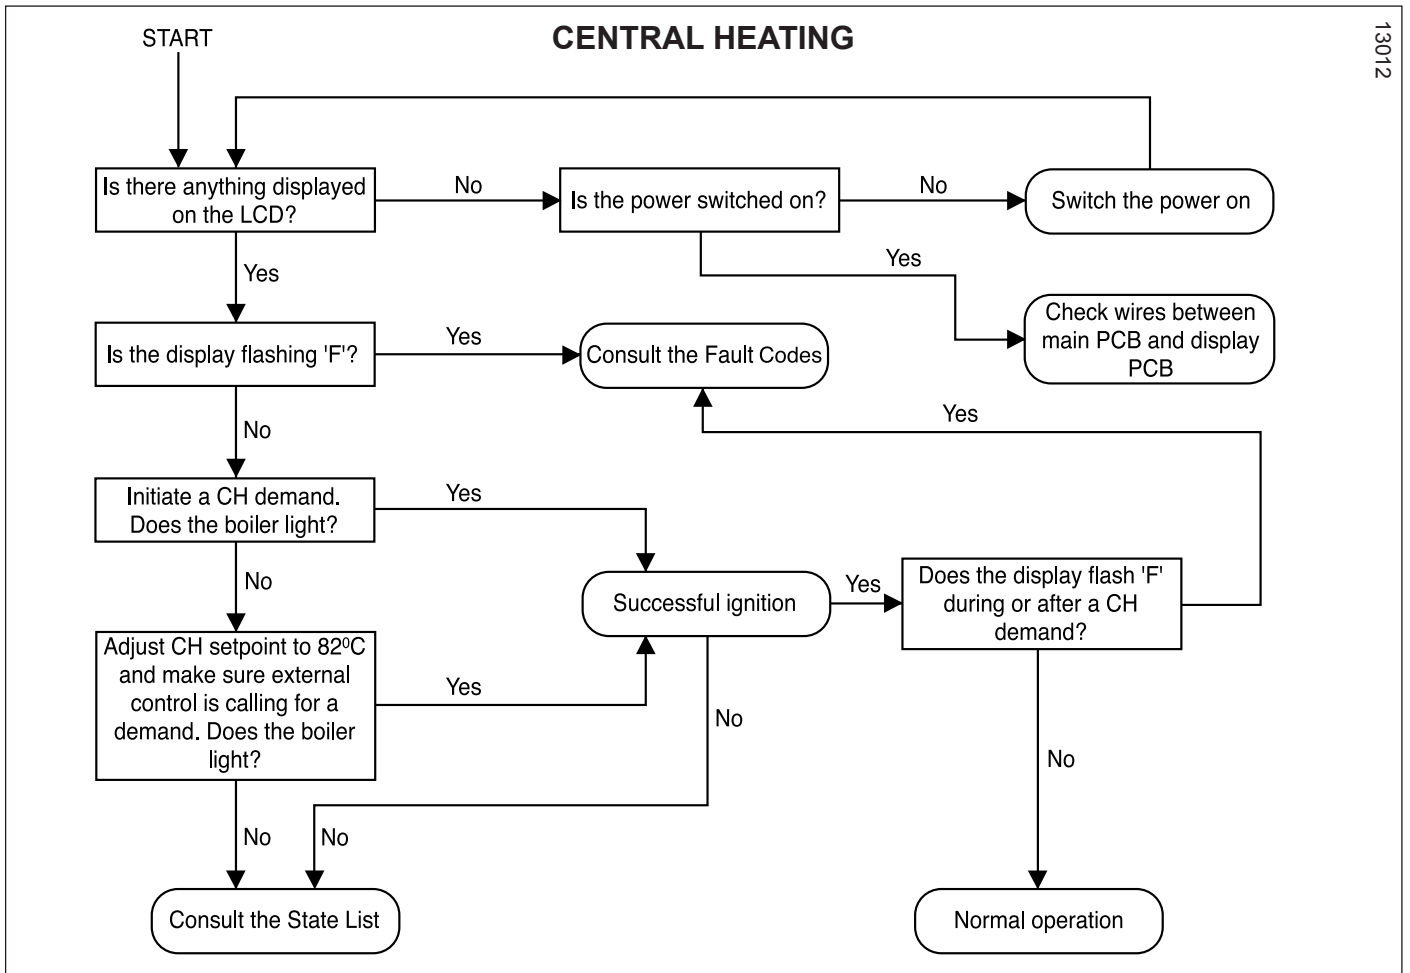 START
CENTRAL HEATING
13012
Is there anything displayed
on the LCD?
No
Is the power switched on?
No
Switch the power on
Yes
Yes
Check wires between
main PCB and display
PCB
Is the display flashing 'F'?
Yes
Consult the Fault Codes
Yes
No
Initiate a CH demand.
Does the boiler light?
Yes
No
Successful ignition
Yes
Does the display flash 'F'
during or after a CH
demand?
Adjust CH setpoint to 82⁰C
and make sure external
control is calling for a
demand. Does the boiler
light?
Yes
No
No
No
No
Consult the State List
Normal operation